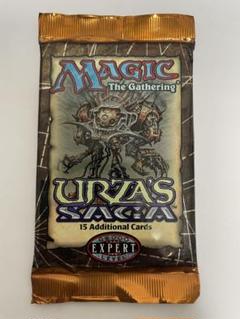 MAGIC
The Gathering®
URZA'S
SAGA
15 Additional Cards
EXPERT
LEVEL